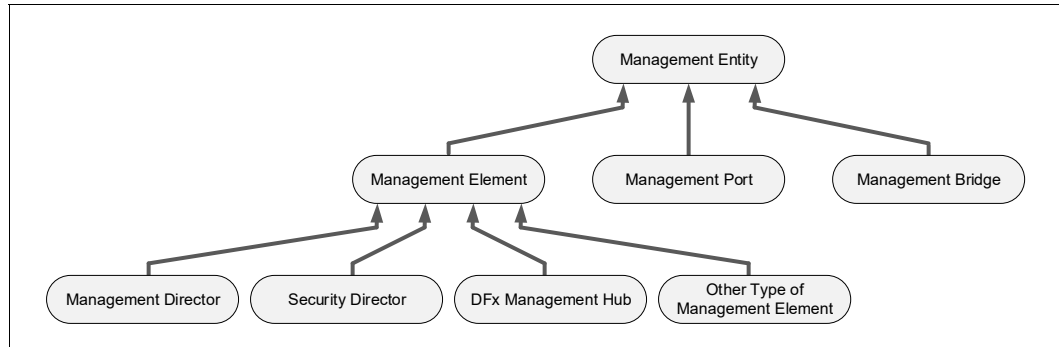 Management Entity
Management Element
Management Port
Management Bridge
Management Director
Security Director
DFx Management Hub
Other Type of
Management Element